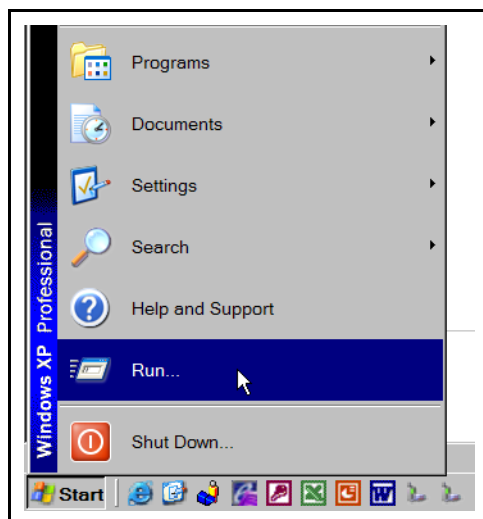 Programs
Documents
Settings
Search
Help and Support
Run...
Shut Down...
Windows XP Professional
Start